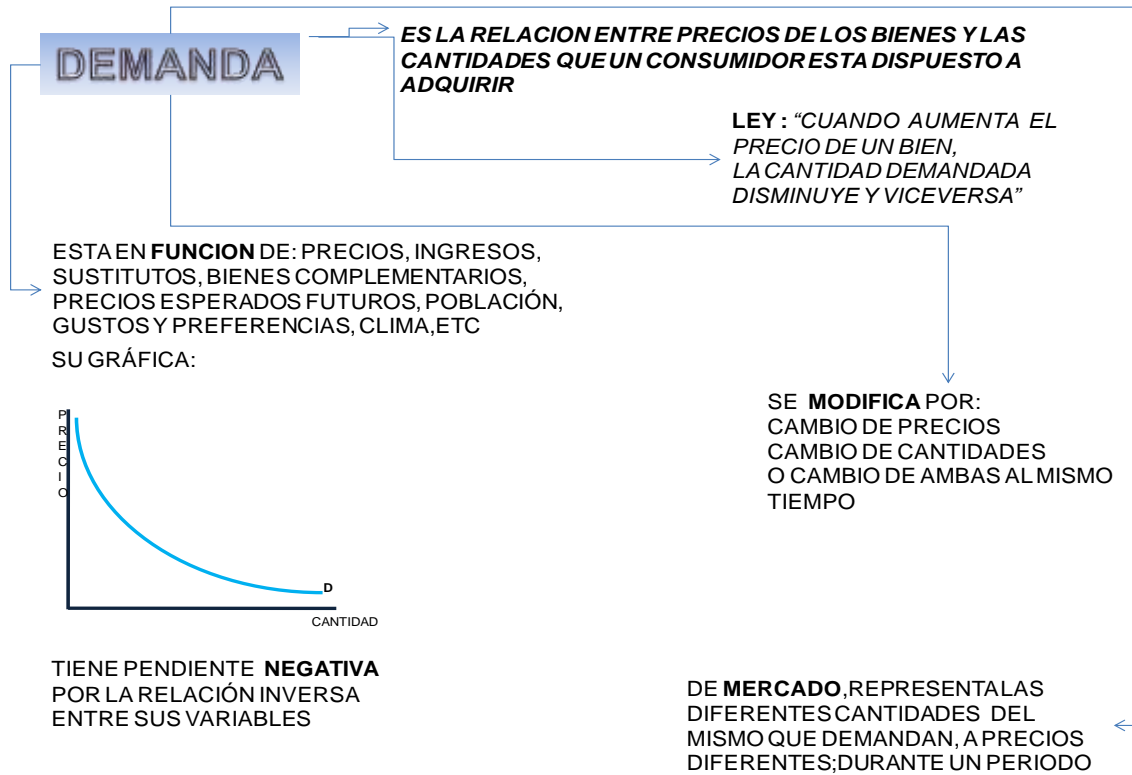 DEMANDA
ES LA RELACION ENTRE PRECIOS DE LOS BIENES Y LAS
CANTIDADES QUE UN CONSUMIDOR ESTA DISPUESTO A
ADQUIRIR
LEY : “CUANDO AUMENTA EL
PRECIO DE UN BIEN,
LA CANTIDAD DEMANDADA
DISMINUYE Y VICEVERSA”
ESTA EN FUNCION DE: PRECIOS, INGRESOS,
SUSTITUTOS, BIENES COMPLEMENTARIOS,
PRECIOS ESPERADOS FUTUROS, POBLACIÓN,
GUSTOS Y PREFERENCIAS, CLIMA,ETC
SU GRÁFICA:
PRECIO
D
CANTIDAD
SE MODIFICA POR:
CAMBIO DE PRECIOS
CAMBIO DE CANTIDADES
O CAMBIO DE AMBAS AL MISMO
TIEMPO
TIENE PENDIENTE NEGATIVA
POR LA RELACIÓN INVERSA
ENTRE SUS VARIABLES
DE MERCADO,REPRESENTA LAS
DIFERENTES CANTIDADES DEL
MISMO QUE DEMANDAN, A PRECIOS
DIFERENTES;DURANTE UN PERIODO